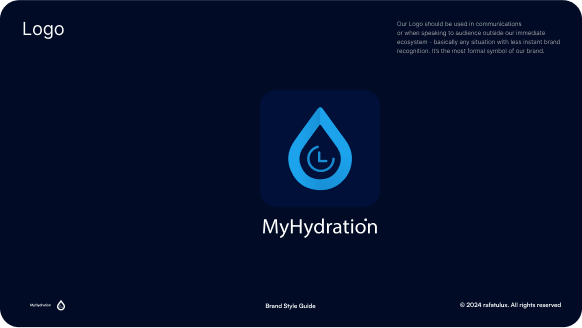 Logo
Our Logo should be used in communications
or when speaking to audience outside our immediate
ecosystem - basically any situation with less instant brand
recognition. It's the most formal symbol of our brand.
MyHydration
MyHydration
Brand Style Guide
© 2024 rafatulux. All rights reserved